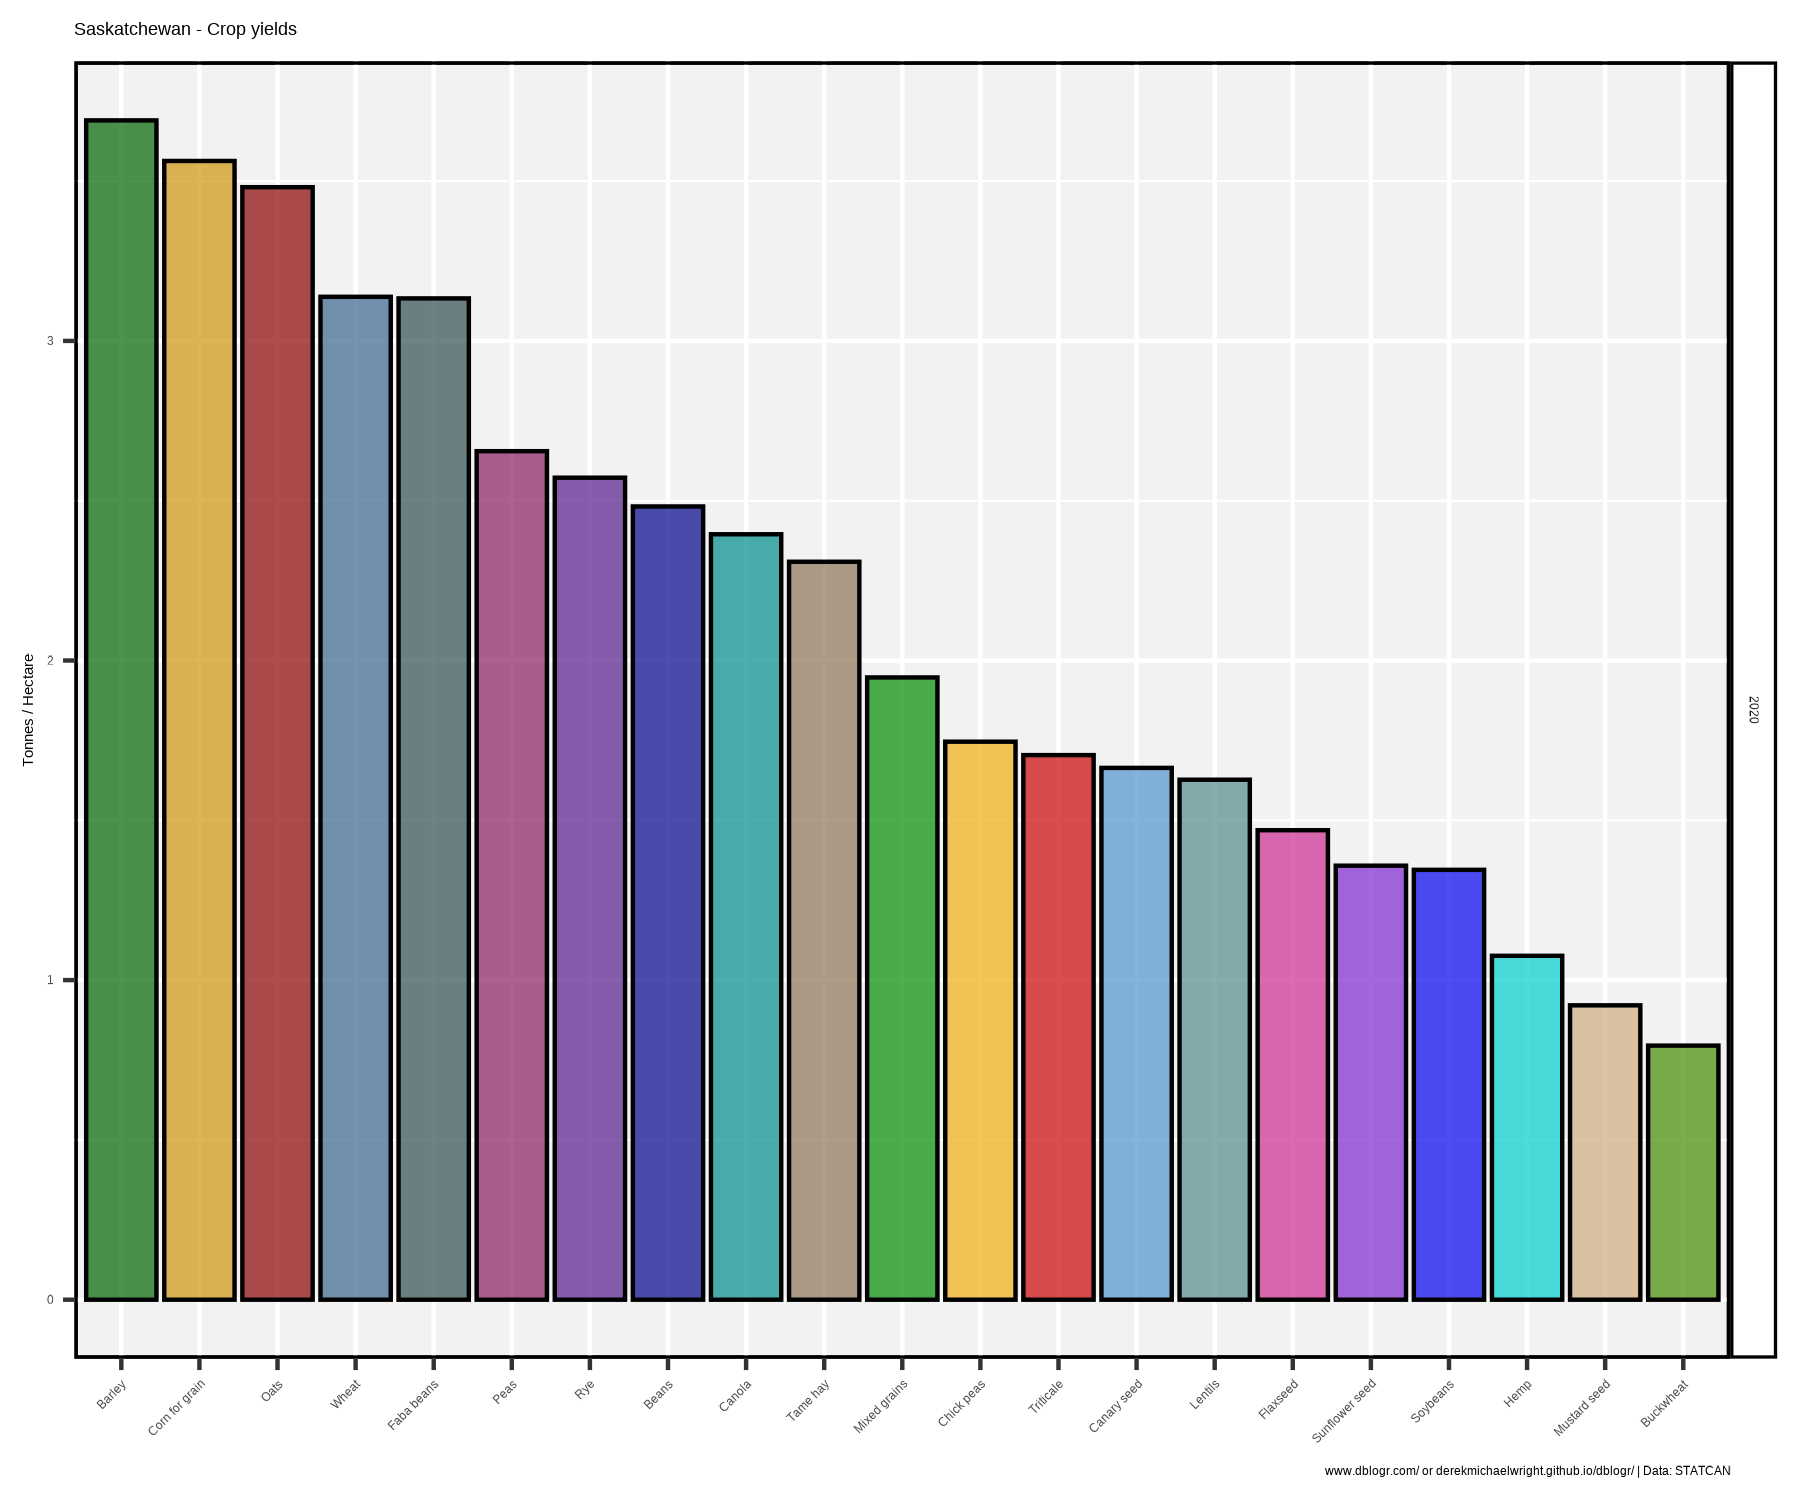 Saskatchewan - Crop yields
Tonnes / Hectare
3
2
1
0
2020
Barley
Corn for grain
Oats
Wheat
Faba beans
Peas
Rye
Beans
Canola
Tame hay
Mixed grains
Chick peas
Triticale
Canary seed
Lentils
Flaxseed
Sunflower seed
Soybeans
Hemp
Mustard seed
Buckwheat
www.dblogr.com/ or derekmichaelwright.github.io/dblogr/ | Data: STATCAN